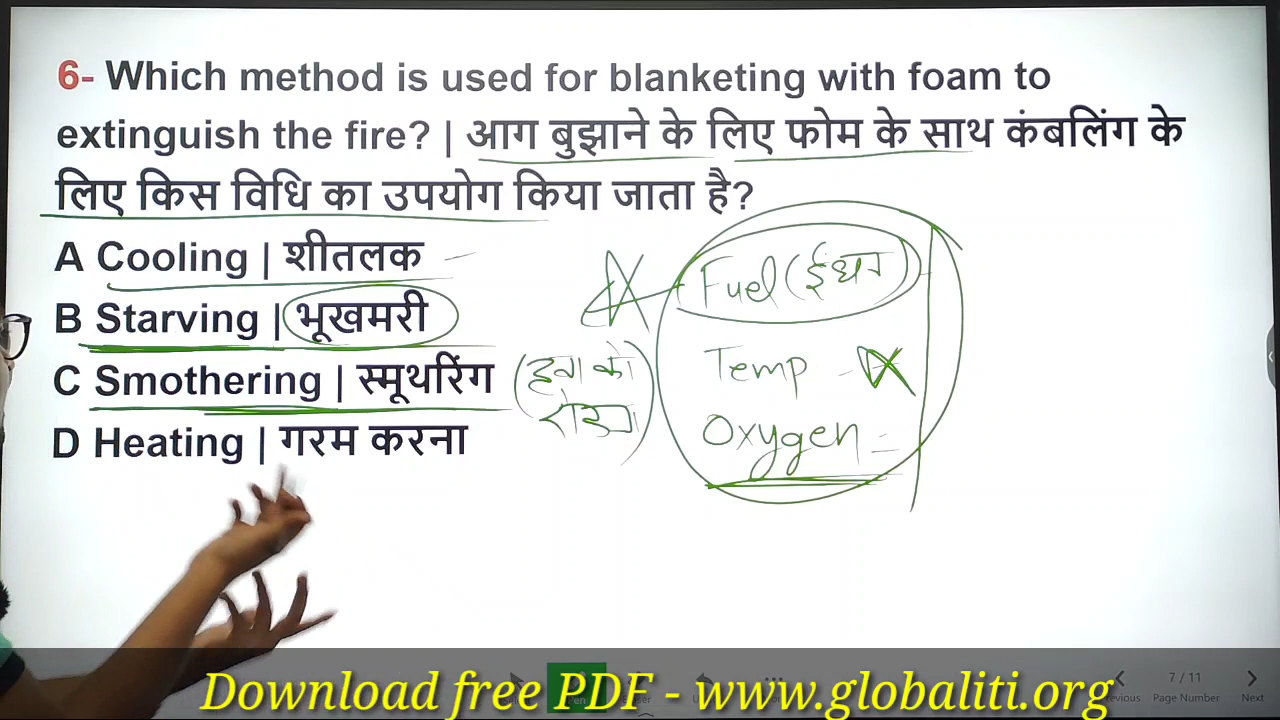 6- Which method is used for blanketing with foam to
extinguish the fire? | आग बुझाने के लिए फोम के साथ कंबलिंग के
लिए किस विधि का उपयोग किया जाता है?
A Cooling | शीतलक
B Starving | भूखमरी
C Smothering | स्मूथरिंग
D Heating | गरम करना
Fuel (ईंधन)
Temp
Oxygen
हवा को
रोकना
7 / 11
Page Number
Next
Download free PDF - www.globaliti.org